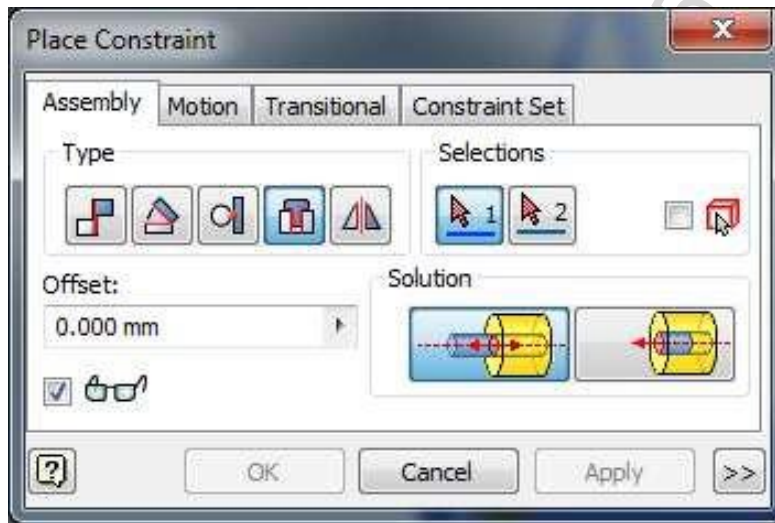 Place Constraint
Assembly Motion Transitional Constraint Set
Type
Selections
1 2
Offset:
Solution
0.000 mm
OK Cancel Apply >>